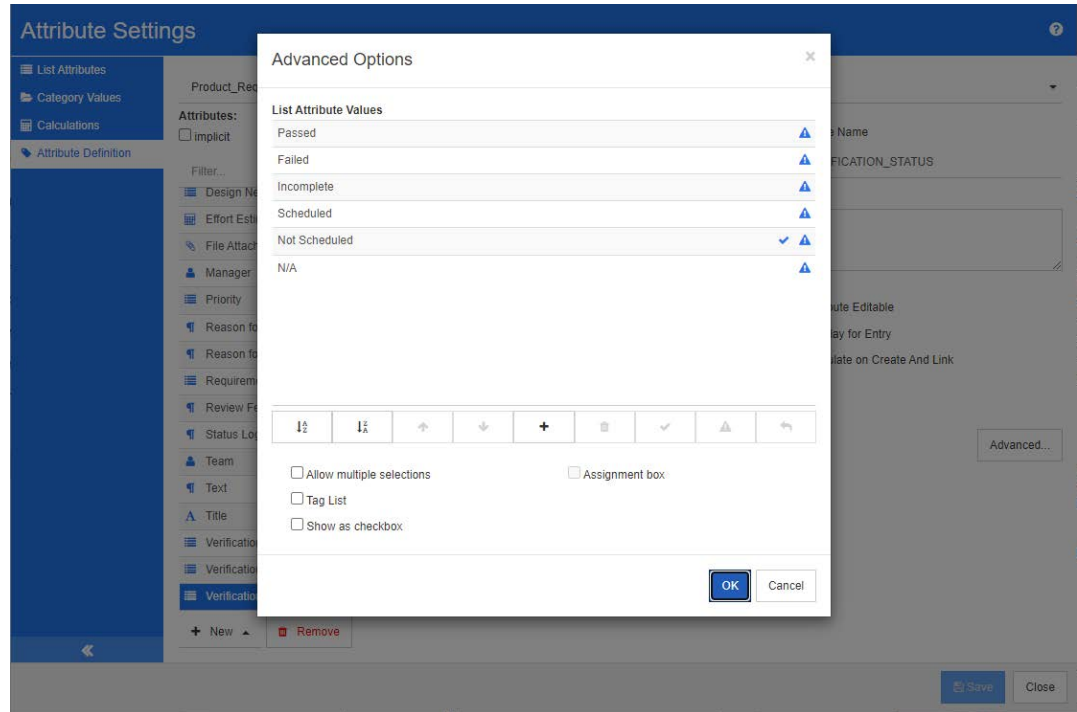 Attribute Settings
List Attributes
Category Values
Calculations
Attribute Definition
Product_Req
Attributes:
implicit
Filter...
Design Ne
Effort Esti
File Attach
Manager
Priority
Reason fo
Reason fo
Requirem
Review Fe
Status Log
Team
Text
Title
Verification
Verification
Verification
New
Remove
Advanced Options
×
List Attribute Values
Passed
Failed
Incomplete
Scheduled
Not Scheduled
N/A
Allow multiple selections
Assignment box
Tag List
Show as checkbox
OK
Cancel
Name
FICATION_STATUS
ute Editable
lay for Entry
ulate on Create And Link
Advanced...
Save
Close